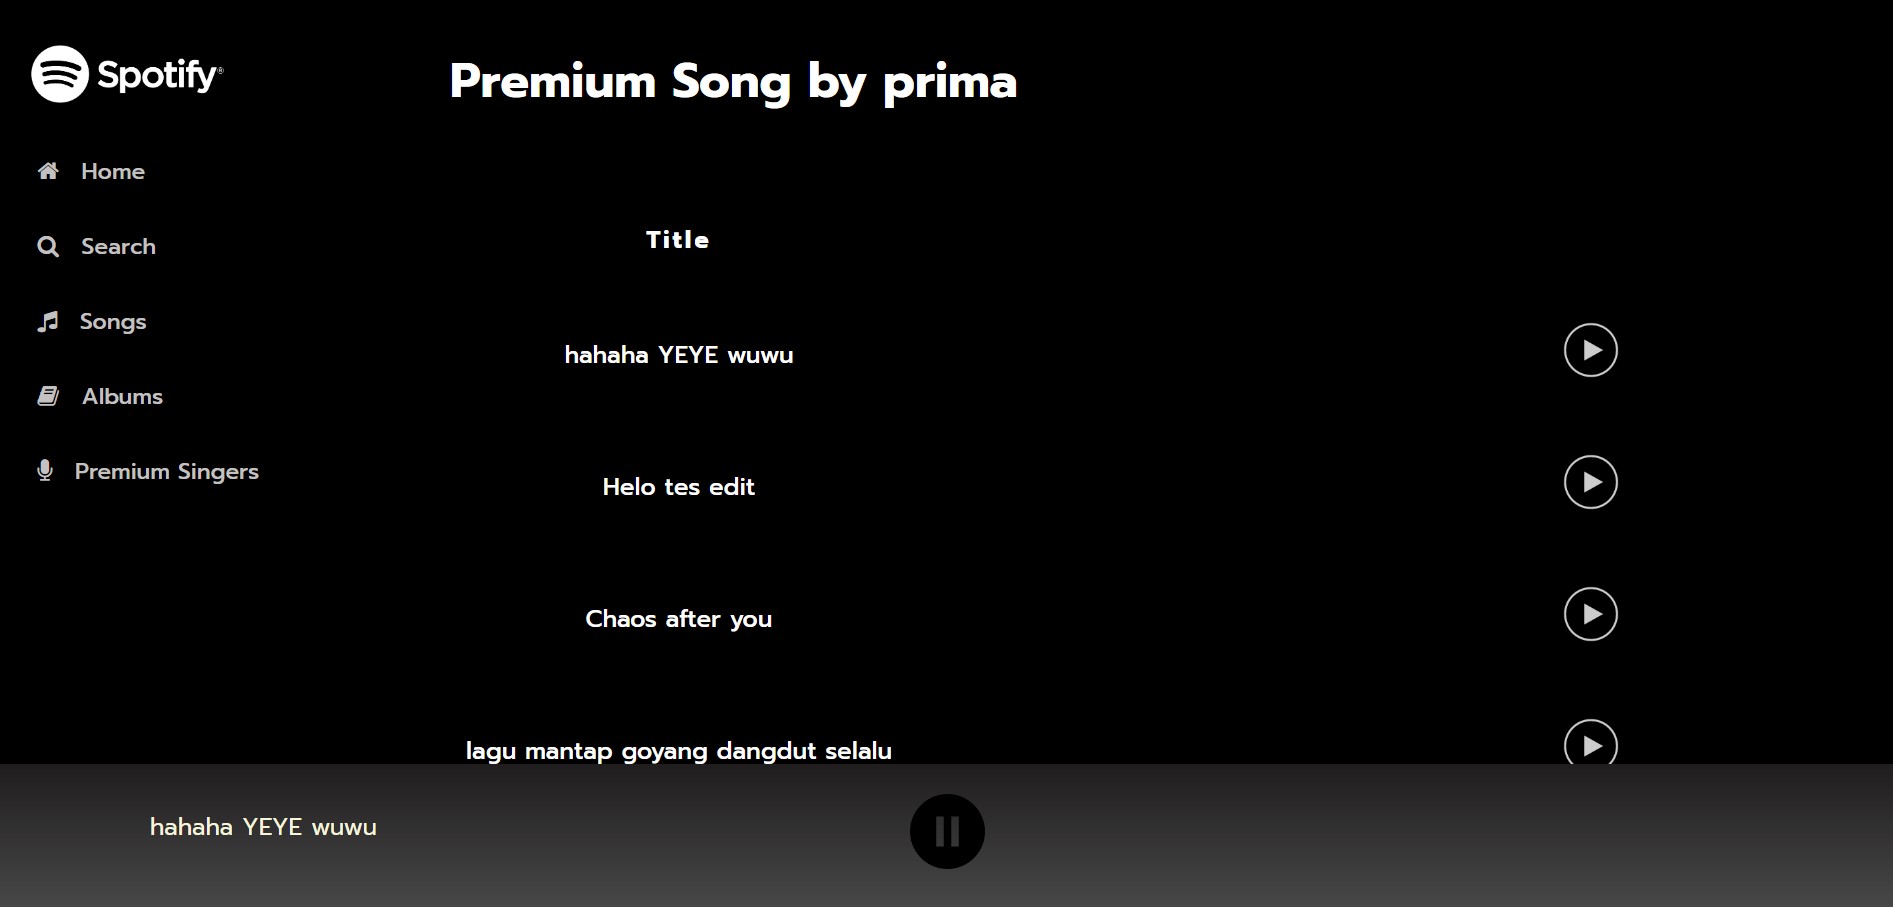 Spotify®
Home
Search
Songs
Albums
Premium Singers
Premium Song by prima
Title
hahaha YEYE wuwu
Helo tes edit
Chaos after you
lagu mantap goyang dangdut selalu
hahaha YEYE wuwu